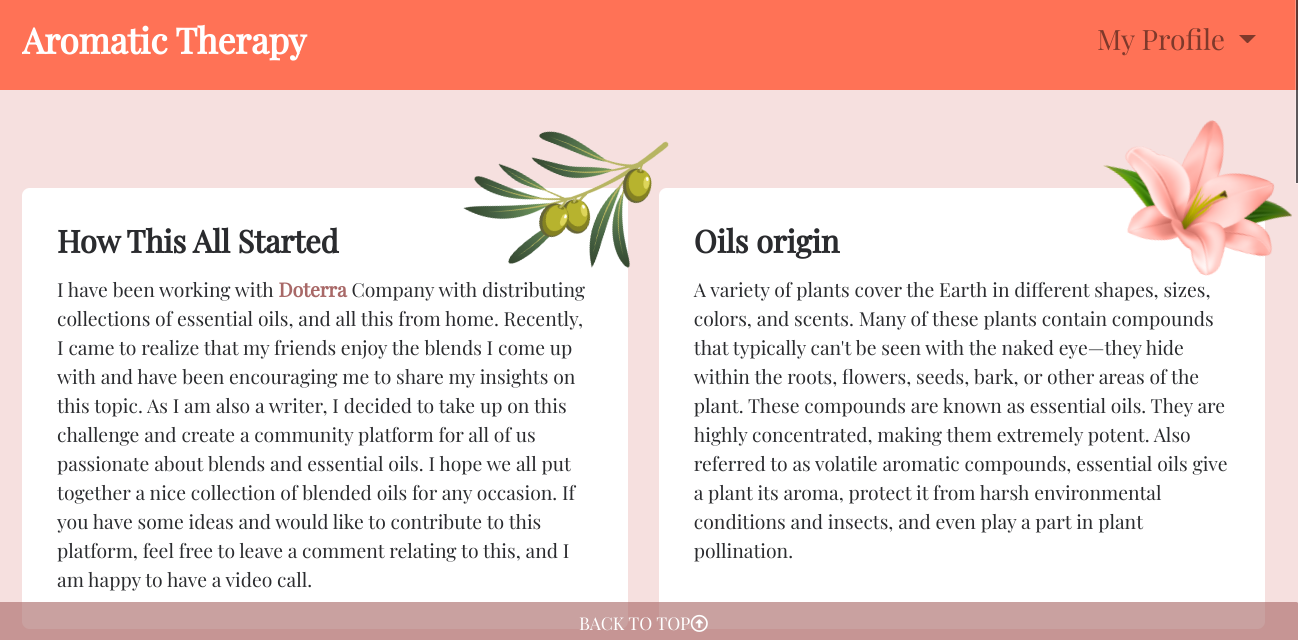 Aromatic Therapy
My Profile
How This All Started
I have been working with Doterra Company with distributing
collections of essential oils, and all this from home. Recently,
I came to realize that my friends enjoy the blends I come up
with and have been encouraging me to share my insights on
this topic. As I am also a writer, I decided to take up on this
challenge and create a community platform for all of us
passionate about blends and essential oils. I hope we all put
together a nice collection of blended oils for any occasion. If
you have some ideas and would like to contribute to this
platform, feel free to leave a comment relating to this, and I
am happy to have a video call.
Oils origin
A variety of plants cover the Earth in different shapes, sizes,
colors, and scents. Many of these plants contain compounds
that typically can't be seen with the naked eye—they hide
within the roots, flowers, seeds, bark, or other areas of the
plant. These compounds are known as essential oils. They are
highly concentrated, making them extremely potent. Also
referred to as volatile aromatic compounds, essential oils give
a plant its aroma, protect it from harsh environmental
conditions and insects, and even play a part in plant
pollination.
BACK TO TOP